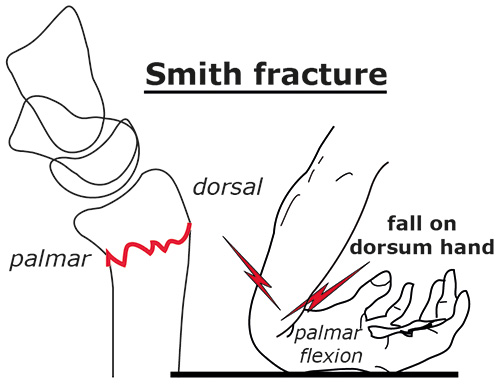 Smith fracture
dorsal
palmar
fall on
dorsum hand
palmar
flexion